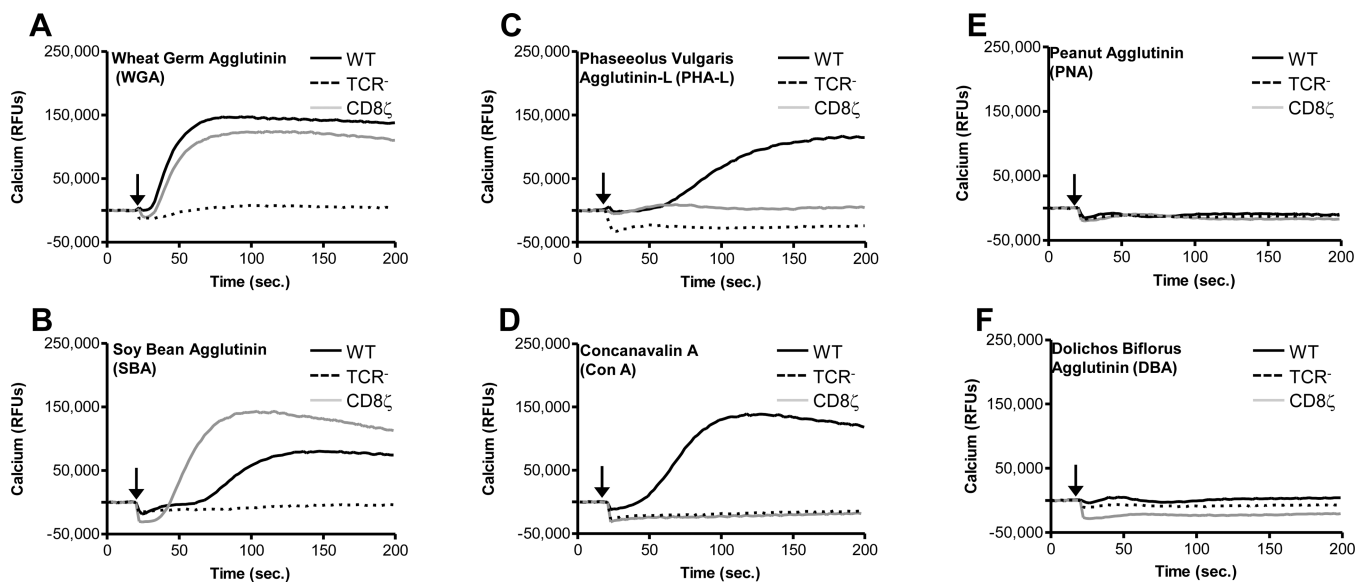 A
Wheat Germ Agglutinin
(WGA)
WT
TCR-
CD8ζ
Calcium (RFUs)
250,000
150,000
50,000
-50,000
0
50
100
150
200
Time (sec.)
C
Phaseeolus Vulgaris
Agglutinin-L (PHA-L)
WT
TCR-
CD8ζ
Calcium (RFUs)
250,000
150,000
50,000
-50,000
0
50
100
150
200
Time (sec.)
E
Peanut Agglutinin
(PNA)
WT
TCR-
CD8ζ
Calcium (RFUs)
250,000
150,000
50,000
-50,000
0
50
100
150
200
Time (sec.)
B
Soy Bean Agglutinin
(SBA)
WT
TCR-
CD8ζ
Calcium (RFUs)
250,000
150,000
50,000
-50,000
0
50
100
150
200
Time (sec.)
D
Concanavalin A
(Con A)
WT
TCR-
CD8ζ
Calcium (RFUs)
250,000
150,000
50,000
-50,000
0
50
100
150
200
Time (sec.)
F
Dolichos Biflorus
Agglutinin (DBA)
WT
TCR-
CD8ζ
Calcium (RFUs)
250,000
150,000
50,000
-50,000
0
50
100
150
200
Time (sec.)